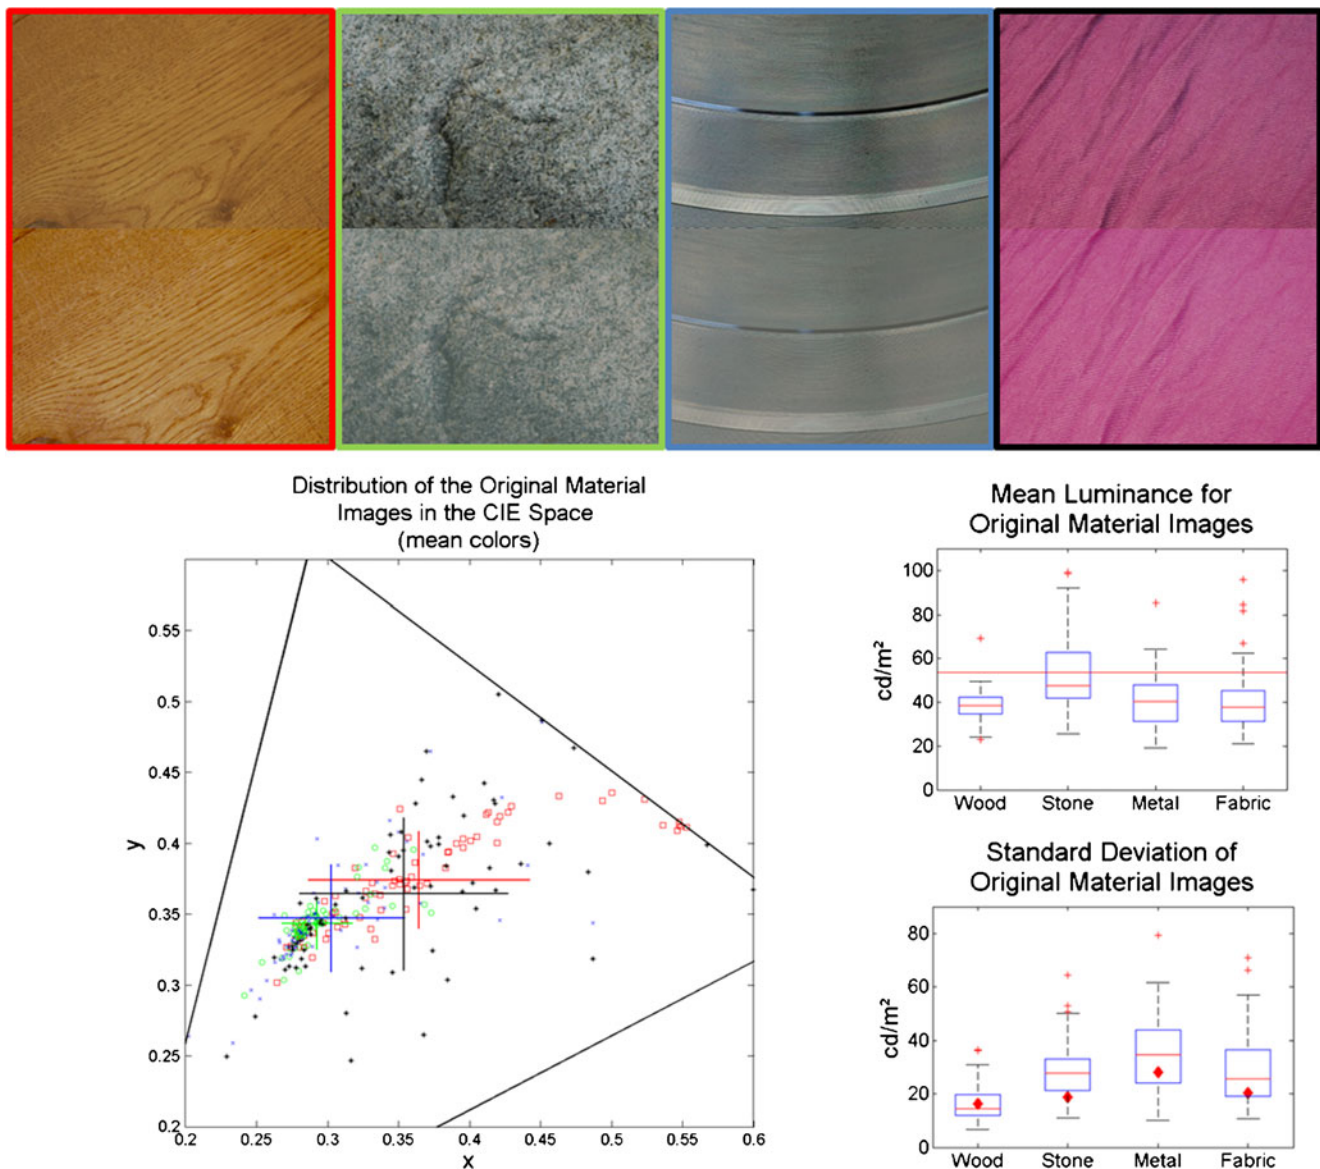 Distribution of the Original Material
Images in the CIE Space
(mean colors)
0.55
0.5
0.45
0.4
0.35
0.3
0.25
0.2
y
0.2 0.25 0.3 0.35 0.4 0.45 0.5 0.55 0.6
x
Mean Luminance for
Original Material Images
100
80
60
40
20
0
cd/m²
Wood Stone Metal Fabric
Standard Deviation of
Original Material Images
80
60
40
20
0
cd/m²
Wood Stone Metal Fabric